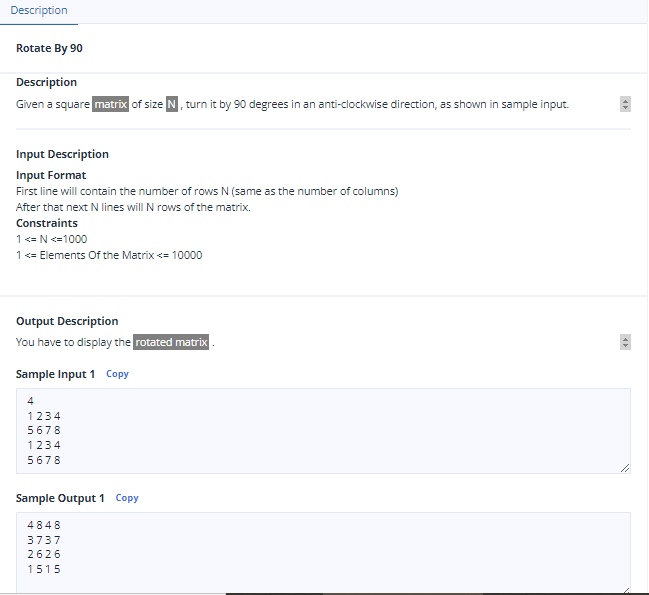 Description
Rotate By 90
Description
Given a square matrix of size N , turn it by 90 degrees in an anti-clockwise direction, as shown in sample input.
Input Description
Input Format
First line will contain the number of rows N (same as the number of columns)
After that next N lines will N rows of the matrix.
Constraints
1 <= N <=1000
1 <= Elements Of the Matrix <= 10000
Output Description
You have to display the rotated matrix .
Sample Input 1 Copy
4
1 2 3 4
5 6 7 8
1 2 3 4
5 6 7 8
Sample Output 1 Copy
4 8 4 8
3 7 3 7
2 6 2 6
1 5 1 5